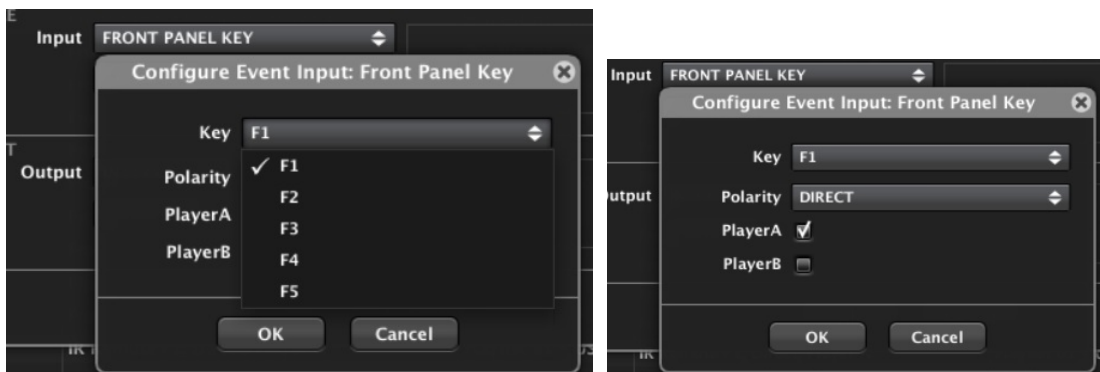 Input FRONT PANEL KEY
Configure Event Input: Front Panel Key
Key F1
F1
Output
Polarity
F2
PlayerA
F3
PlayerB
F4
F5
OK Cancel
Input FRONT PANEL KEY
Configure Event Input: Front Panel Key
Key F1
utput
Polarity DIRECT
PlayerA
PlayerB
OK Cancel